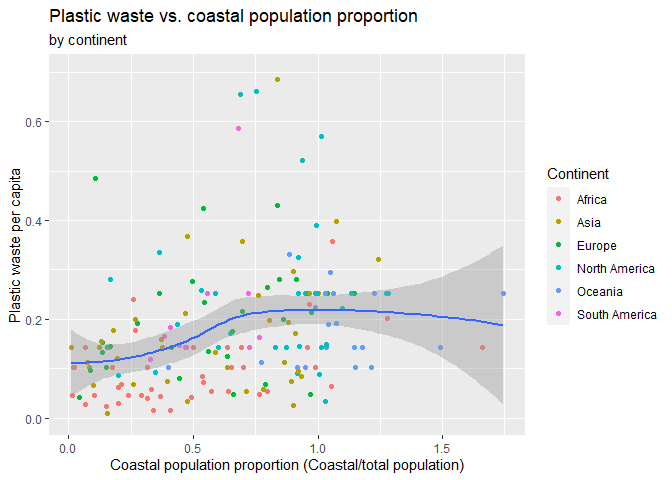 Plastic waste vs. coastal population proportion
by continent
Plastic waste per capita
0.6
0.4
0.2
0.0
0.0 0.5 1.0 1.5
Coastal population proportion (Coastal/total population)
Continent
Africa
Asia
Europe
North America
Oceania
South America